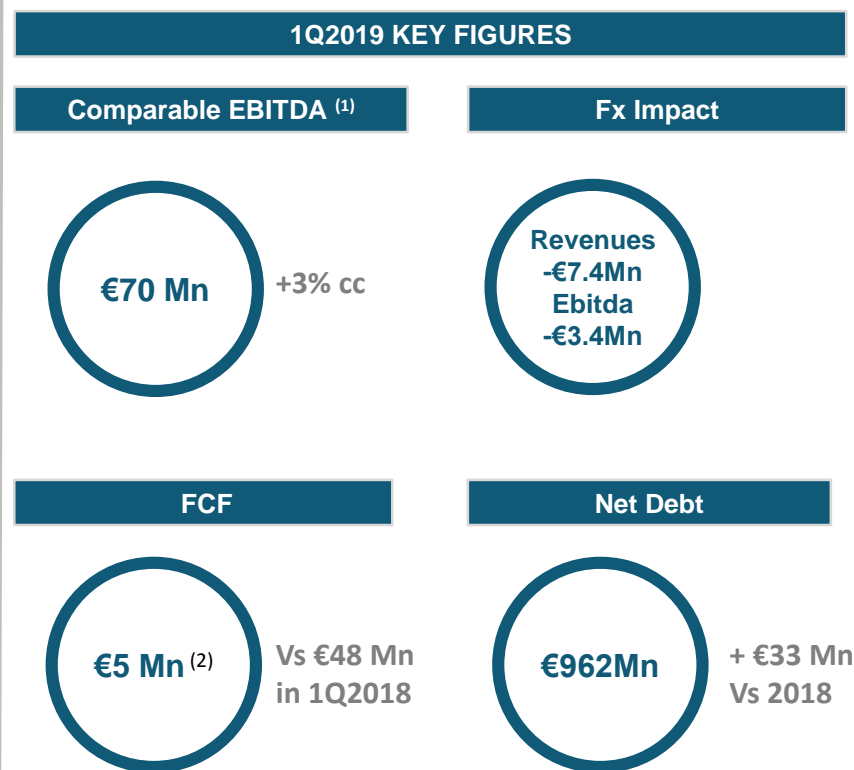 1Q2019 KEY FIGURES
Comparable EBITDA (1)
Fx Impact
€70 Mn
+3% cc
Revenues
-€7.4Mn
Ebitda
-€3.4Mn
FCF
Net Debt
€5 Mn (2)
Vs €48 Mn
in 1Q2018
€962Mn
+ €33 Mn
Vs 2018